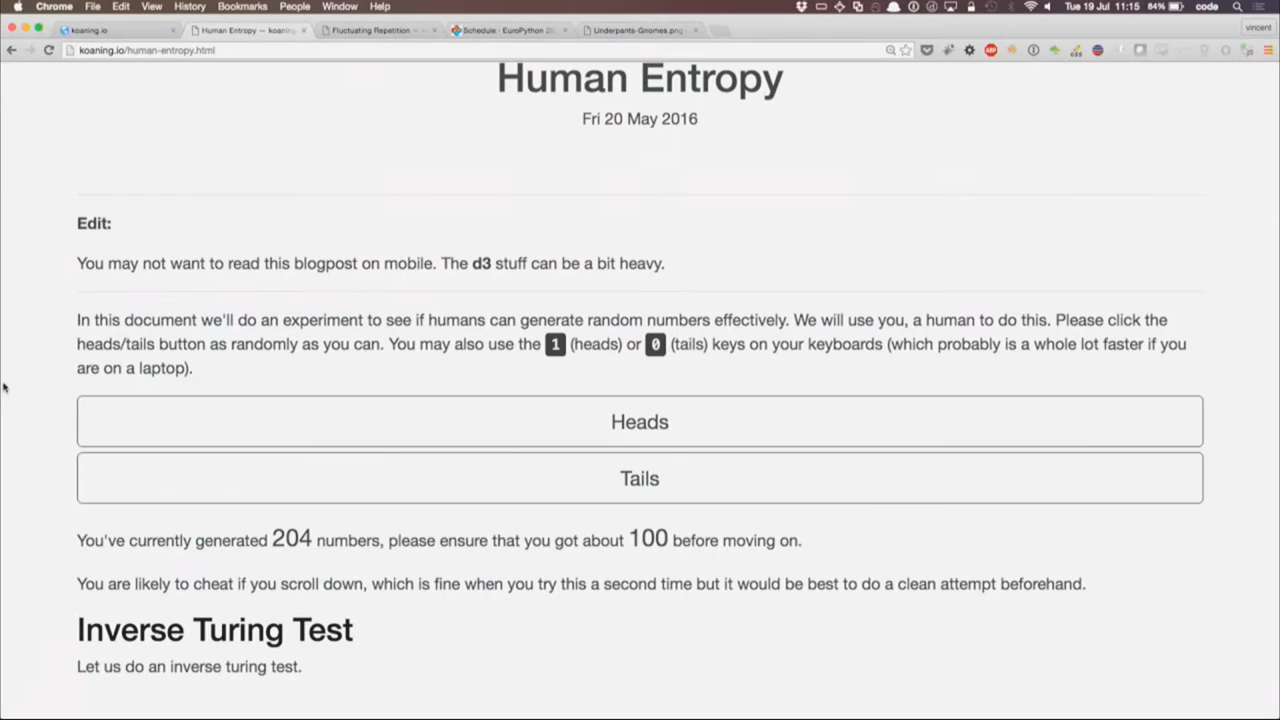 Chrome File Edit View History Bookmarks People Window Help Tue 19 Jul 11:15 84% code
koaning.io Human Entropy — koaning. Fluctuating Repetition — Schedule · EuroPython 20 Underpants-Gnomes.png vincent
koaning.io/human-entropy.html
Human Entropy
Fri 20 May 2016
Edit:
You may not want to read this blogpost on mobile. The d3 stuff can be a bit heavy.
In this document we'll do an experiment to see if humans can generate random numbers effectively. We will use you, a human to do this. Please click the
heads/tails button as randomly as you can. You may also use the 1 (heads) or 0 (tails) keys on your keyboards (which probably is a whole lot faster if you
are on a laptop).
Heads
Tails
You've currently generated 204 numbers, please ensure that you got about 100 before moving on.
You are likely to cheat if you scroll down, which is fine when you try this a second time but it would be best to do a clean attempt beforehand.
Inverse Turing Test
Let us do an inverse turing test.